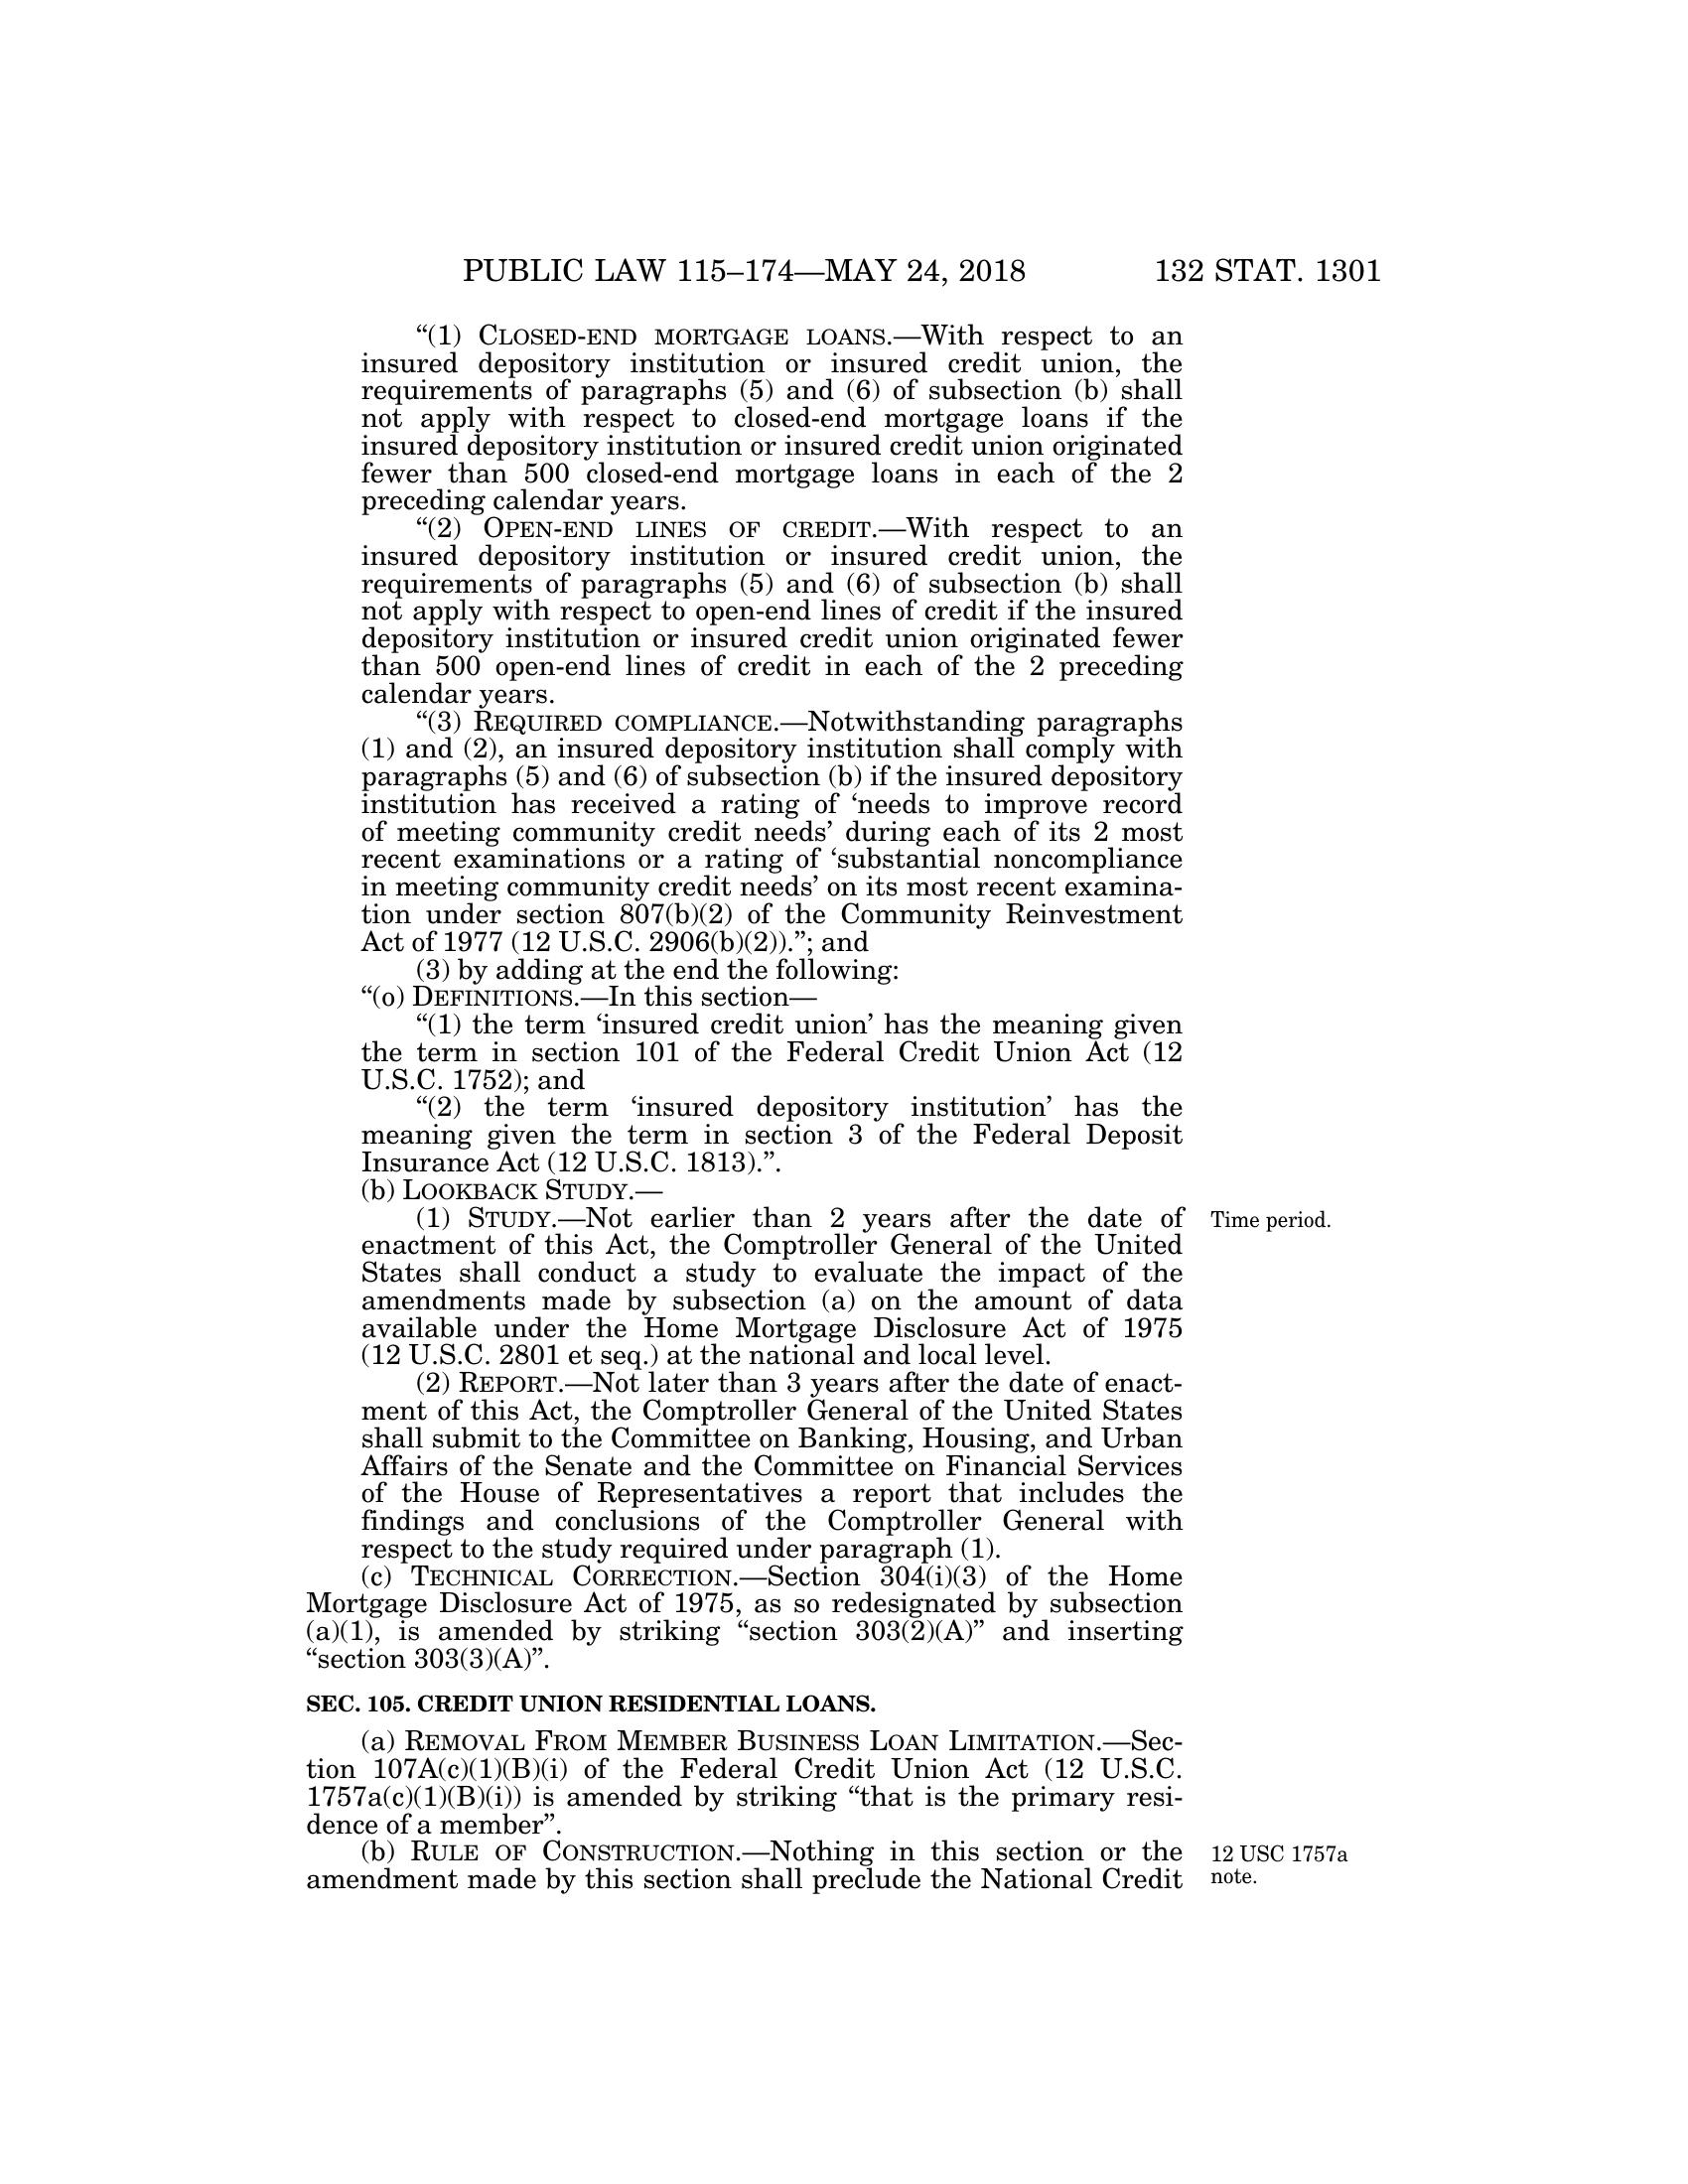 PUBLIC LAW 115–174—MAY 24, 2018 132 STAT. 1301
“(1) CLOSED-END MORTGAGE LOANS.—With respect to an
insured depository institution or insured credit union, the
requirements of paragraphs (5) and (6) of subsection (b) shall
not apply with respect to closed-end mortgage loans if the
insured depository institution or insured credit union originated
fewer than 500 closed-end mortgage loans in each of the 2
preceding calendar years.
“(2) OPEN-END LINES OF CREDIT.—With respect to an
insured depository institution or insured credit union, the
requirements of paragraphs (5) and (6) of subsection (b) shall
not apply with respect to open-end lines of credit if the insured
depository institution or insured credit union originated fewer
than 500 open-end lines of credit in each of the 2 preceding
calendar years.
“(3) REQUIRED COMPLIANCE.—Notwithstanding paragraphs
(1) and (2), an insured depository institution shall comply with
paragraphs (5) and (6) of subsection (b) if the insured depository
institution has received a rating of ‘needs to improve record
of meeting community credit needs’ during each of its 2 most
recent examinations or a rating of ‘substantial noncompliance
in meeting community credit needs’ on its most recent examina-
tion under section 807(b)(2) of the Community Reinvestment
Act of 1977 (12 U.S.C. 2906(b)(2)).”; and
(3) by adding at the end the following:
“(o) DEFINITIONS.—In this section—
“(1) the term ‘insured credit union’ has the meaning given
the term in section 101 of the Federal Credit Union Act (12
U.S.C. 1752); and
“(2) the term ‘insured depository institution’ has the
meaning given the term in section 3 of the Federal Deposit
Insurance Act (12 U.S.C. 1813).”.
(b) LOOKBACK STUDY.—
(1) STUDY.—Not earlier than 2 years after the date of
Time period.
enactment of this Act, the Comptroller General of the United
States shall conduct a study to evaluate the impact of the
amendments made by subsection (a) on the amount of data
available under the Home Mortgage Disclosure Act of 1975
(12 U.S.C. 2801 et seq.) at the national and local level.
(2) REPORT.—Not later than 3 years after the date of enact-
ment of this Act, the Comptroller General of the United States
shall submit to the Committee on Banking, Housing, and Urban
Affairs of the Senate and the Committee on Financial Services
of the House of Representatives a report that includes the
findings and conclusions of the Comptroller General with
respect to the study required under paragraph (1).
(c) TECHNICAL CORRECTION.—Section 304(i)(3) of the Home
Mortgage Disclosure Act of 1975, as so redesignated by subsection
(a)(1), is amended by striking “section 303(2)(A)” and inserting
“section 303(3)(A)”.
SEC. 105. CREDIT UNION RESIDENTIAL LOANS.
(a) REMOVAL FROM MEMBER BUSINESS LOAN LIMITATION.—Sec-
tion 107A(c)(1)(B)(i) of the Federal Credit Union Act (12 U.S.C.
1757a(c)(1)(B)(i)) is amended by striking “that is the primary resi-
dence of a member”.
(b) RULE OF CONSTRUCTION.—Nothing in this section or the
amendment made by this section shall preclude the National Credit
12 USC 1757a
note.